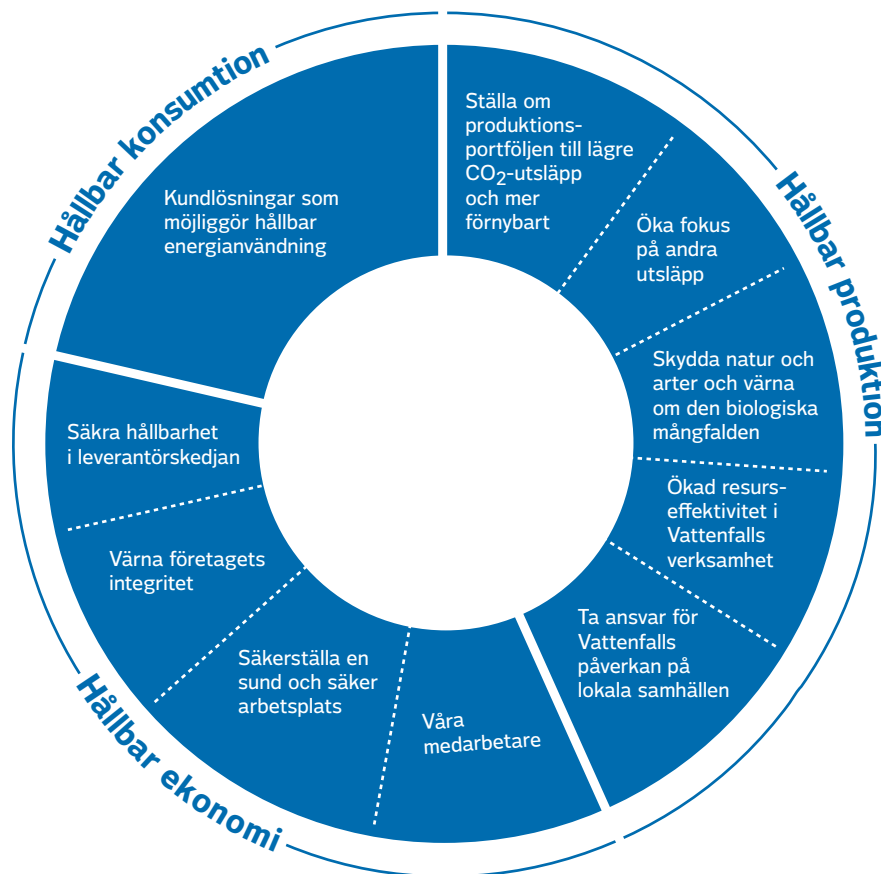 Hållbar konsumtion
Kundlösningar som
möjliggör hållbar
energianvändning
Hållbar produktion
Ställa om
produktions-
portföljen till lägre
CO₂-utsläpp
och mer
förnybart
Öka fokus
på andra
utsläpp
Skydda natur och
arter och värna
om den biologiska
mångfalden
Ökad resurs-
effektivitet i
Vattenfalls
verksamhet
Ta ansvar för
Vattenfalls
påverkan på
lokala samhällen
Hållbar ekonomi
Våra
medarbetare
Säkerställa en
sund och säker
arbetsplats
Värna företagets
integritet
Säkra hållbarhet
i leverantörskedjan